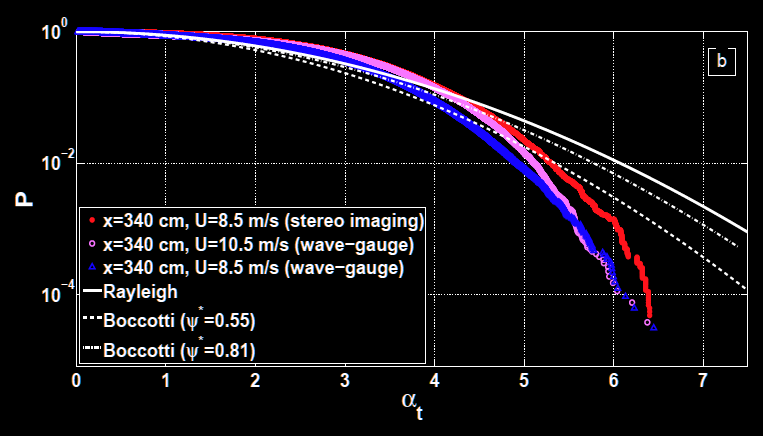 10^0
b
10^-2
P
x=340 cm, U=8.5 m/s (stereo imaging)
x=340 cm, U=10.5 m/s (wave-gauge)
x=340 cm, U=8.5 m/s (wave-gauge)
10^-4
Rayleigh
Boccotti (ψ*=0.55)
Boccotti (ψ*=0.81)
0 1 2 3 4 5 6 7
α_t